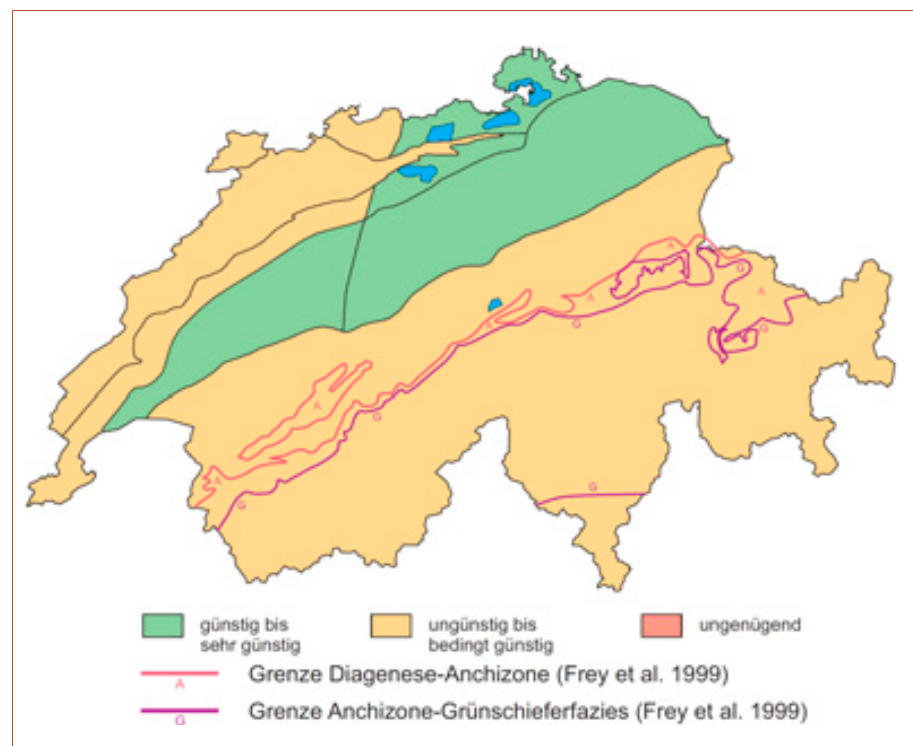 A
G
A
A
G
A
G
A
G
A
G
G
günstig bis
sehr günstig
ungünstig bis
bedingt günstig
ungenügend
A
Grenze Diagenese-Anchizone (Frey et al. 1999)
G
Grenze Anchizone-Grünschieferfazies (Frey et al. 1999)